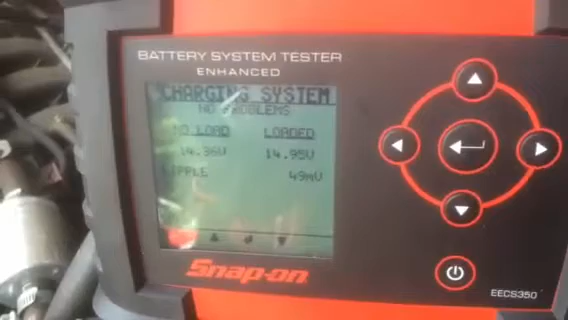 BATTERY SYSTEM TESTER
ENHANCED
CHARGING SYSTEM
NO PROBLEMS
NO LOAD LOADED
14.36V 14.95V
RIPPLE 49mV
Snap-on
EECS350